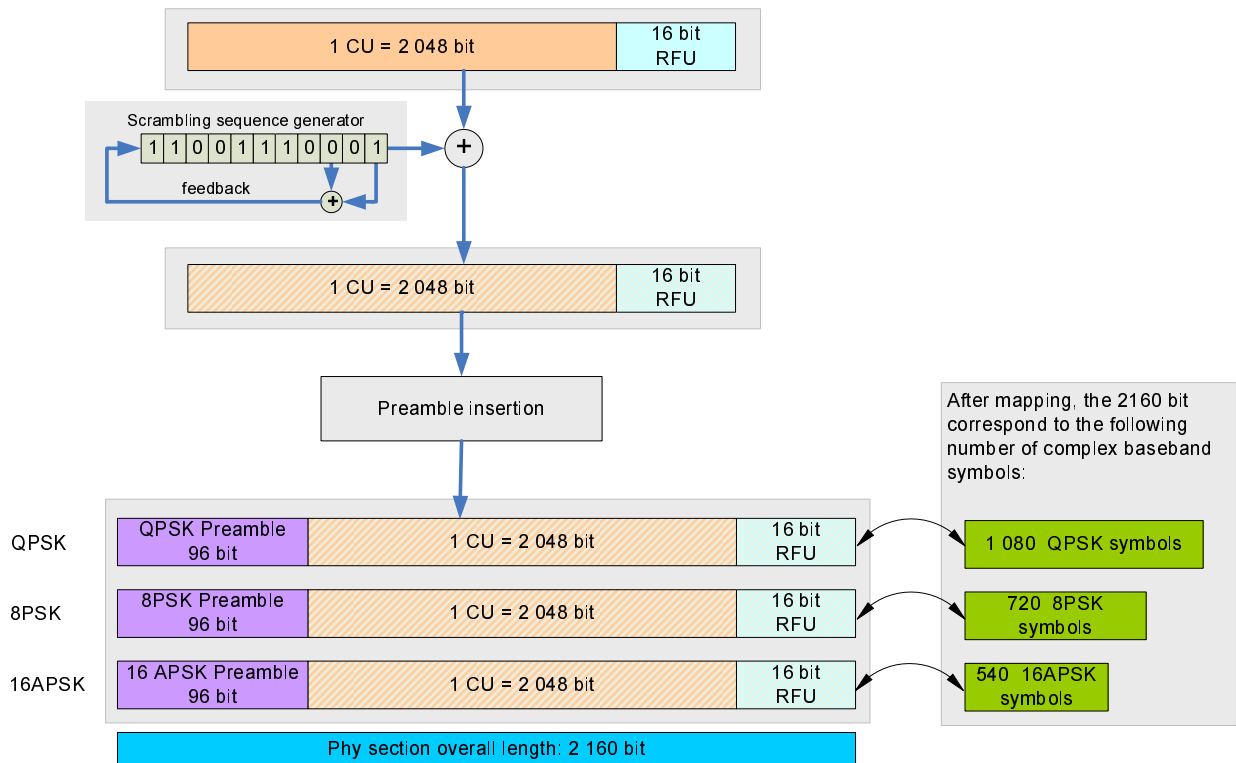 1 CU = 2 048 bit
16 bit
RFU
Scrambling sequence generator
1 1 0 0 1 1 1 0 0 0 1
+
feedback
+
1 CU = 2 048 bit
16 bit
RFU
Preamble insertion
After mapping, the 2160 bit
correspond to the following
number of complex baseband
symbols:
QPSK
QPSK Preamble
96 bit
1 CU = 2 048 bit
16 bit
RFU
1 080 QPSK symbols
8PSK
8PSK Preamble
96 bit
1 CU = 2 048 bit
16 bit
RFU
720 8PSK
symbols
16APSK
16 APSK Preamble
96 bit
1 CU = 2 048 bit
16 bit
RFU
540 16APSK
symbols
Phy section overall length: 2 160 bit